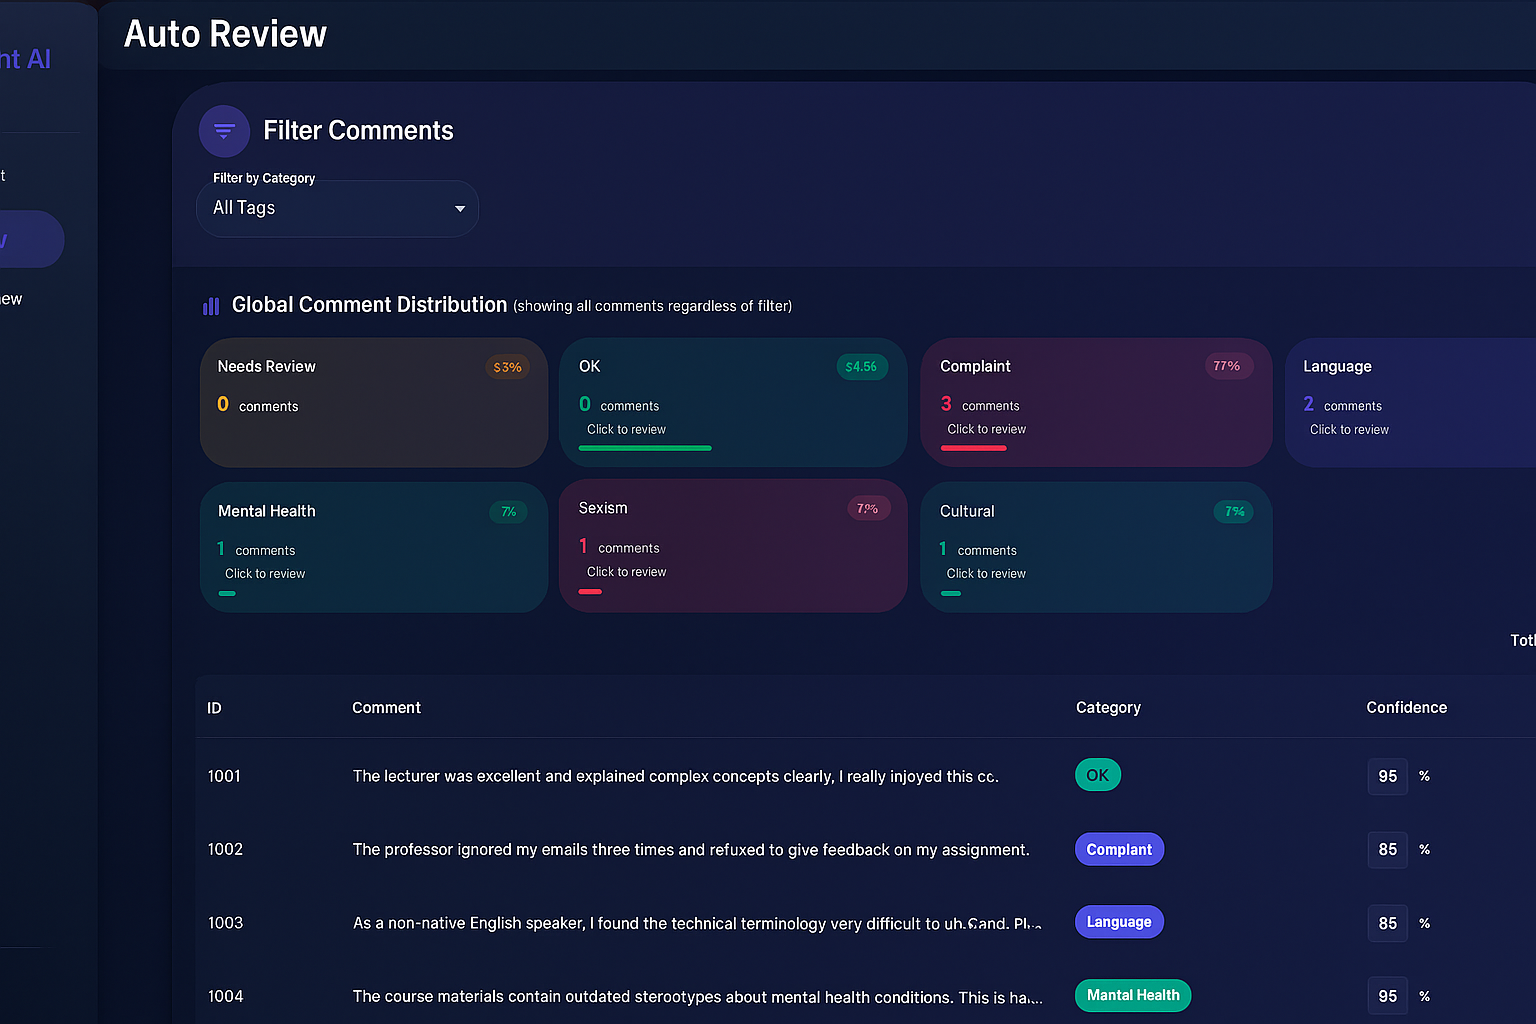 nt AI
Auto Review
Filter Comments
Filter by Category
All Tags
t
ew
Global Comment Distribution (showing all comments regardless of filter)
Needs Review $3%
0 conments
OK $4.56
0 comments
Click to review
Complaint 77%
3 comments
Click to review
Language
2 comments
Click to review
Mental Health 7%
1 comments
Click to review
Sexism 7%
1 comments
Click to review
Cultural 7%
1 comments
Click to review
ID Comment Category Confidence
1001 The lecturer was excellent and explained complex concepts clearly, I really injoyed this cc. OK 95 %
1002 The professor ignored my emails three times and refuxed to give feedback on my assignment. Complant 85 %
1003 As a non-native English speaker, I found the technical terminology very difficult to Language 85 %
1004 The course materials contain outdated sterootypes about mental health conditions. This is Mantal Health 95 %